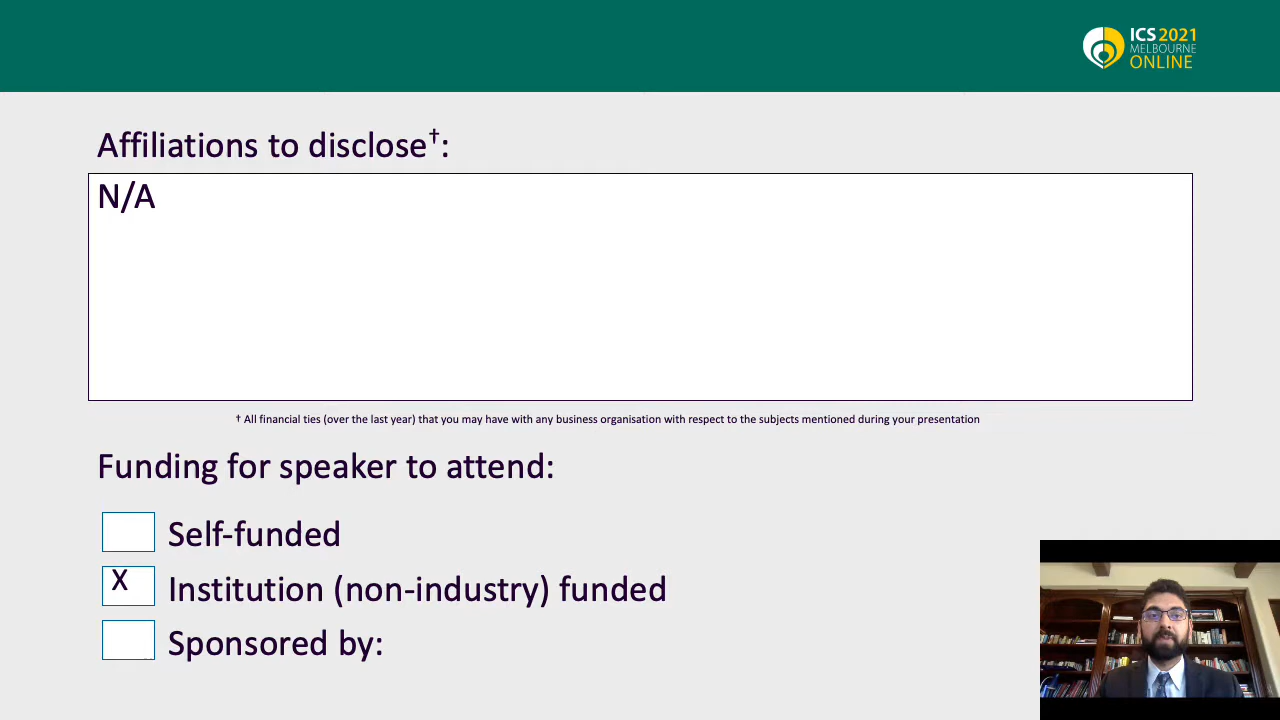 ICS 2021
MELBOURNE
ONLINE
Affiliations to disclose†:
N/A
† All financial ties (over the last year) that you may have with any business organisation with respect to the subjects mentioned during your presentation
Funding for speaker to attend:
Self-funded
X Institution (non-industry) funded
Sponsored by: